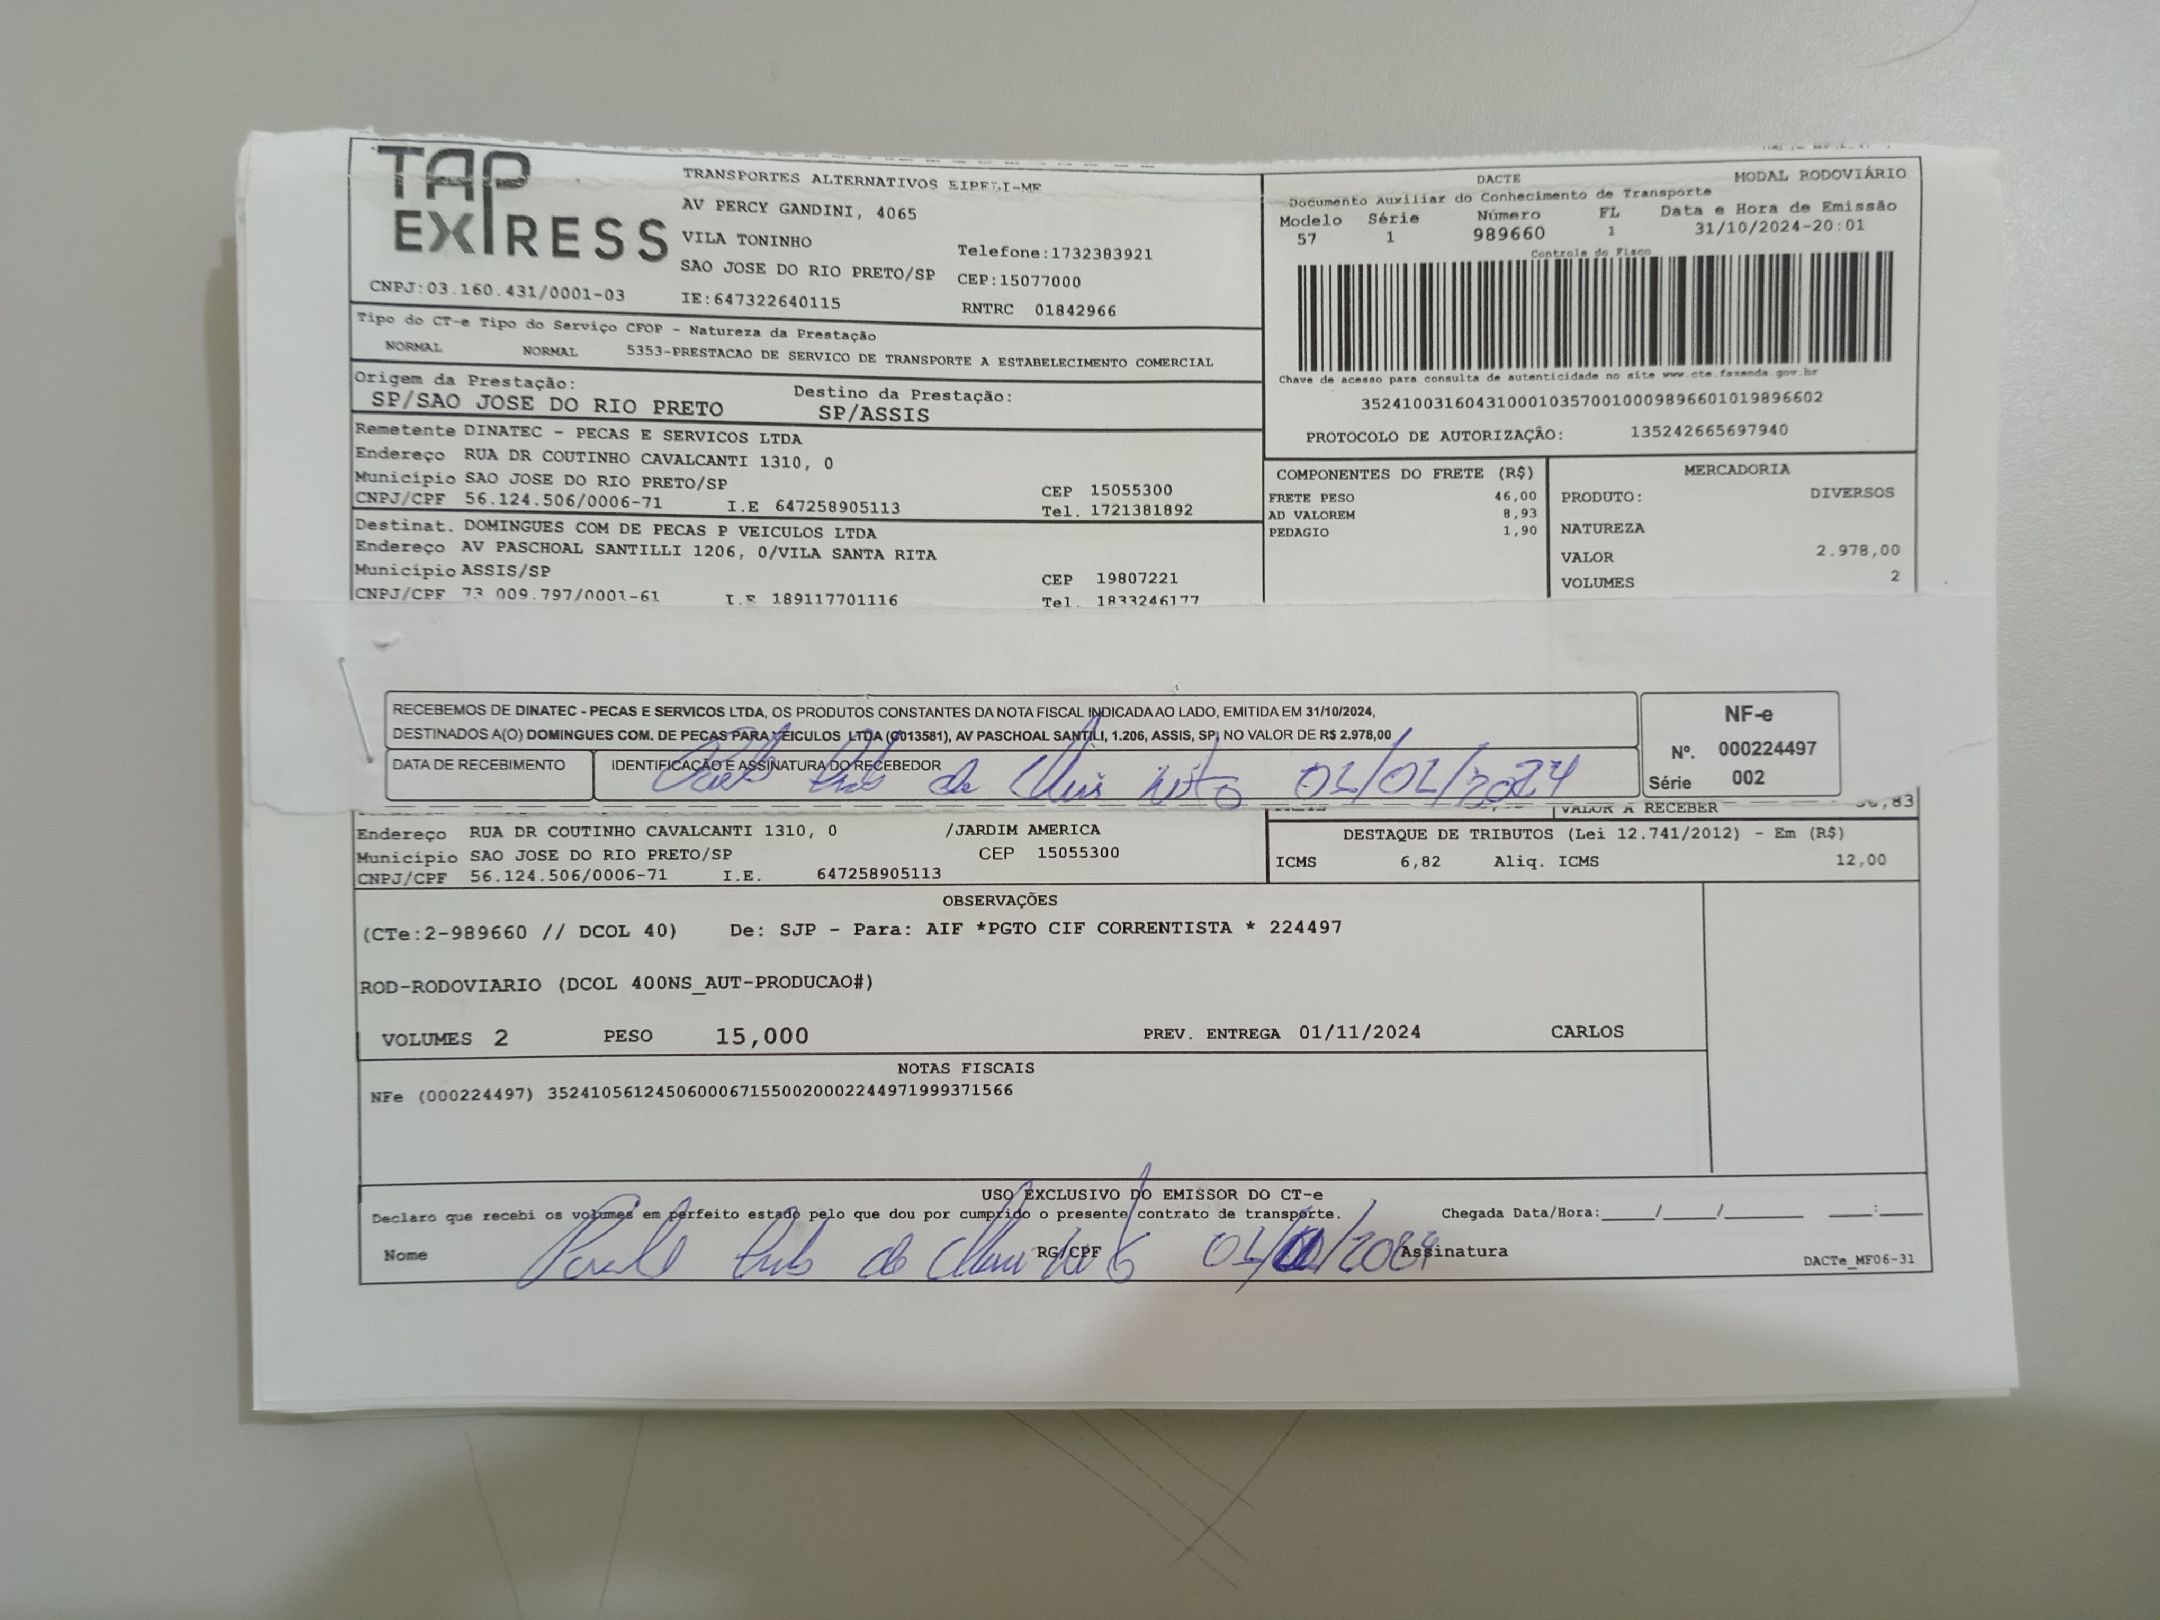 TAP EXPRESS
TRANSPORTES ALTERNATIVOS EIRELI-ME
AV PERCY GANDINI, 4065
VILA TONINHO
Telefone:1732383921
SAO JOSE DO RIO PRETO/SP CEP:15077000
CNPJ:03.160.431/0001-03 IE:647322640115 RNTRC 01842966
DACTE MODAL RODOVIÁRIO
Documento Auxiliar do Conhecimento de Transporte
Modelo Série Número FL Data e Hora de Emissão
57 1 989660 1 31/10/2024-20:01
Controle do Fisco
Chave de acesso para consulta de autenticidade no site www.cte.fazenda.gov.br
35241003160431000103570010009896601019896602
PROTOCOLO DE AUTORIZAÇÃO: 135242665697940
Tipo do CT-e Tipo do Serviço CFOP - Natureza da Prestação
NORMAL NORMAL 5353-PRESTACAO DE SERVICO DE TRANSPORTE A ESTABELECIMENTO COMERCIAL
Origem da Prestação: Destino da Prestação:
SP/SAO JOSE DO RIO PRETO SP/ASSIS
Remetente DINATEC - PECAS E SERVICOS LTDA
Endereço RUA DR COUTINHO CAVALCANTI 1310, 0
Município SAO JOSE DO RIO PRETO/SP CEP 15055300
CNPJ/CPF 56.124.506/0006-71 I.E 647258905113 Tel. 1721381892
Destinat. DOMINGUES COM DE PECAS P VEICULOS LTDA
Endereço AV PASCHOAL SANTILLI 1206, 0/VILA SANTA RITA
Município ASSIS/SP CEP 19807221
CNPJ/CPF 73 009.797/0001-61 I.E 189117701116 Tel. 1833246177
COMPONENTES DO FRETE (R$)
FRETE PESO 46,00
AD VALOREM 8,93
PEDAGIO 1,90
MERCADORIA
PRODUTO: DIVERSOS
NATUREZA
VALOR 2.978,00
VOLUMES 2
RECEBEMOS DE DINATEC - PECAS E SERVICOS LTDA, OS PRODUTOS CONSTANTES DA NOTA FISCAL INDICADA AO LADO, EMITIDA EM 31/10/2024,
DESTINADOS A(O) DOMINGUES COM. DE PECAS PARA VEICULOS LTDA (C013581), AV PASCHOAL SANTILI, 1.206, ASSIS, SP, NO VALOR DE R$ 2.978,00
DATA DE RECEBIMENTO IDENTIFICAÇÃO E ASSINATURA DO RECEBEDOR
01/01/2024
NF-e
Nº. 000224497
Série 002
VALOR A RECEBER
Endereço RUA DR COUTINHO CAVALCANTI 1310, 0 /JARDIM AMERICA
Município SAO JOSE DO RIO PRETO/SP CEP 15055300
CNPJ/CPF 56.124.506/0006-71 I.E. 647258905113
DESTAQUE DE TRIBUTOS (Lei 12.741/2012) - Em (R$)
ICMS 6,82 Aliq. ICMS 12,00
OBSERVAÇÕES
(CTe:2-989660 // DCOL 40) De: SJP - Para: AIF *PGTO CIF CORRENTISTA * 224497
ROD-RODOVIARIO (DCOL 400NS_AUT-PRODUCAO#)
VOLUMES 2 PESO 15,000 PREV. ENTREGA 01/11/2024 CARLOS
NOTAS FISCAIS
NFe (000224497) 35241056124506000671550020002244971999371566
USO EXCLUSIVO DO EMISSOR DO CT-e
Declaro que recebi os volumes em perfeito estado pelo que dou por cumprido o presente contrato de transporte. Chegada Data/Hora:_____/_____/_______ ____:____
Nome RG/CPF Assinatura DACTe_MF06-31